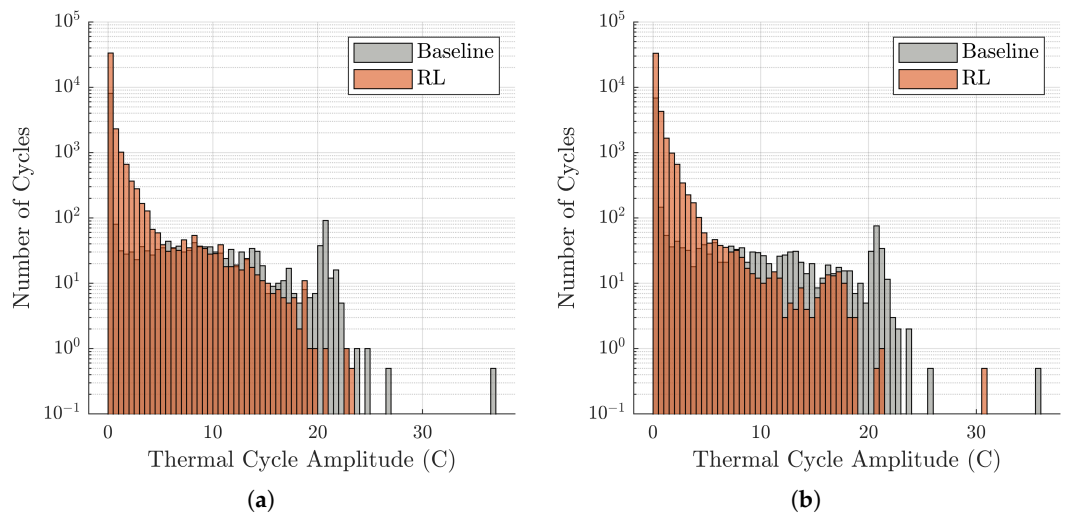 10^5
10^4
10^3
10^2
10^1
10^0
10^-1
Number of Cycles
Baseline
RL
0
10
20
30
Thermal Cycle Amplitude (C)
(a)
10^5
10^4
10^3
10^2
10^1
10^0
10^-1
Number of Cycles
Baseline
RL
0
10
20
30
Thermal Cycle Amplitude (C)
(b)